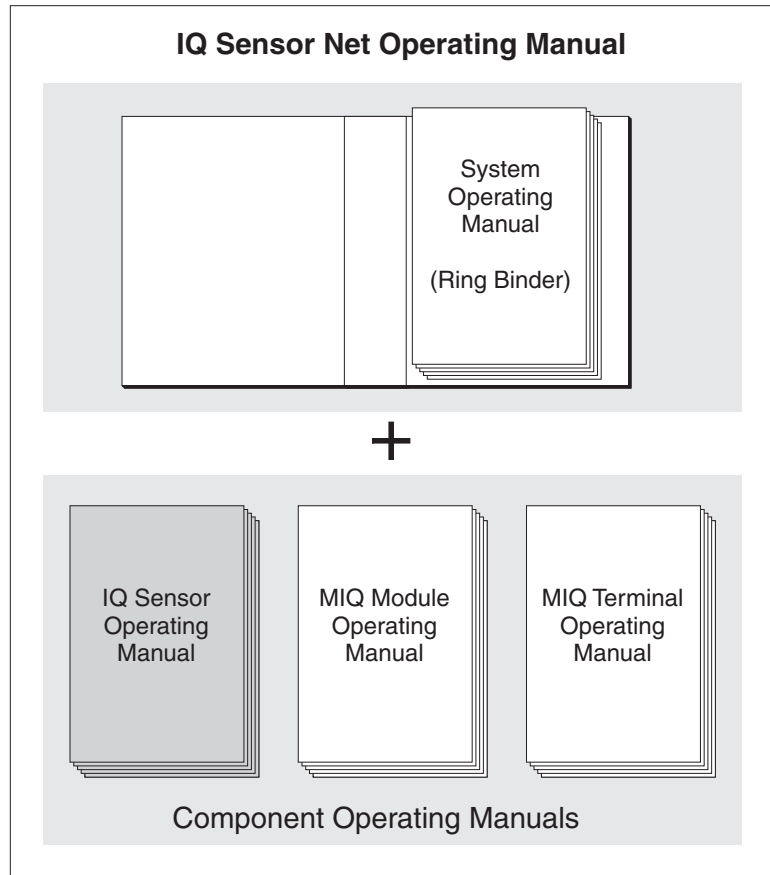 IQ Sensor Net Operating Manual
System
Operating
Manual
(Ring Binder)
+
IQ Sensor
Operating
Manual
MIQ Module
Operating
Manual
MIQ Terminal
Operating
Manual
Component Operating Manuals